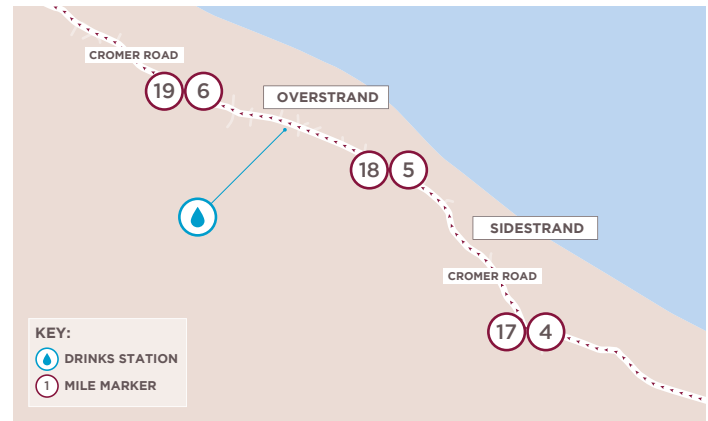 CROMER ROAD
19 6
OVERSTRAND
18 5
SIDESTRAND
CROMER ROAD
17 4
KEY:
DRINKS STATION
1 MILE MARKER